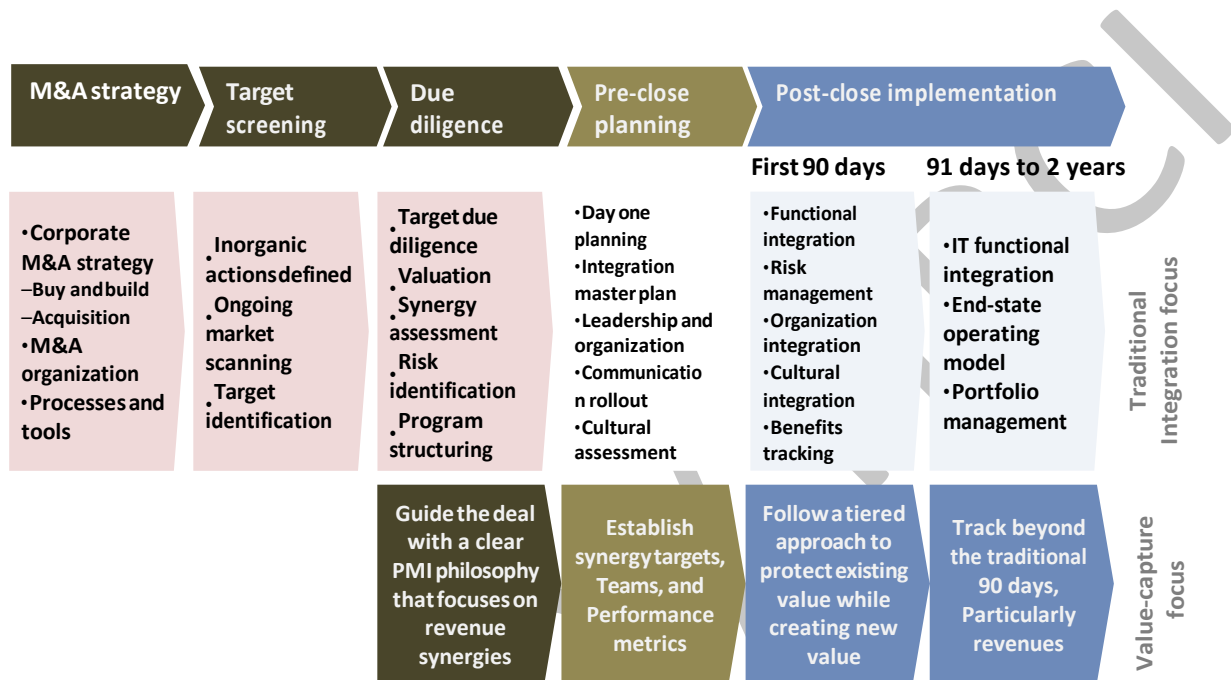 M&A strategy
Target
screening
Due
diligence
Pre-close
planning
Post-close implementation
First 90 days
91 days to 2 years
•Corporate
M&A strategy
–Buy and build
–Acquisition
•M&A
organization
•Processes and
tools
•Inorganic
actions defined
•Ongoing
market
scanning
•Target
identification
•Target due
diligence
•Valuation
•Synergy
assessment
•Risk
identification
•Program
structuring
•Day one
planning
•Integration
master plan
•Leadership and
organization
•Communicatio
n rollout
•Cultural
assessment
•Functional
integration
•Risk
management
•Organization
integration
•Cultural
integration
•Benefits
tracking
•IT functional
integration
•End-state
operating
model
•Portfolio
management
Traditional
Integration focus
Guide the deal
with a clear
PMI philosophy
that focuses on
revenue
synergies
Establish
synergy targets,
Teams, and
Performance
metrics
Follow a tiered
approach to
protect existing
value while
creating new
value
Track beyond
the traditional
90 days,
Particularly
revenues
Value-capture
focus